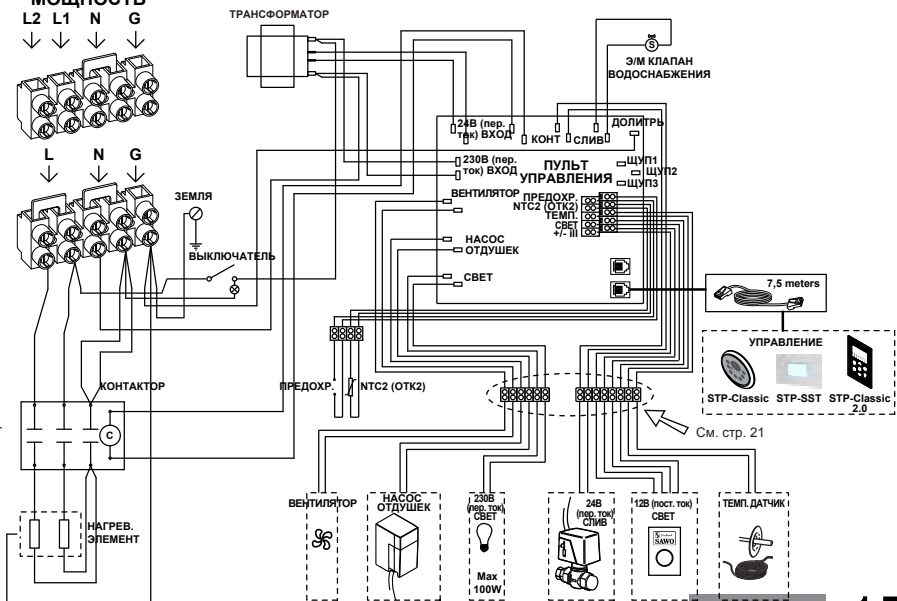 МОЩНОСТЬ
L2 L1 N G
ТРАНСФОРМАТОР
S
Э/М КЛАПАН
ВОДОСНАБЖЕНИЯ
24В (пер.
ток) ВХОД
КОНТ
СЛИВ
ДОЛИТРЬ
230В (пер.
ток) ВХОД
ПУЛЬТ
УПРАВЛЕНИЯ
ЩУП1
ЩУП2
ЩУП3
L N G
ЗЕМЛЯ
ВЕНТИЛЯТОР
ПРЕДОХР.
NTC2 (ОТК2)
ТЕМП.
СВЕТ
+/- III
ВЫКЛЮЧАТЕЛЬ
НАСОС
ОТДУШЕК
СВЕТ
7,5 meters
УПРАВЛЕНИЕ
STP-Classic STP-SST STP-Classic
2.0
КОНТАКТОР
ПРЕДОХР.
NTC2 (ОТК2)
C
См. стр. 21
НАГРЕВ.
ЭЛЕМЕНТ
ВЕНТИЛЯТОР
НАСОС
ОТДУШЕК
230В
(пер. ток)
СВЕТ
Max
100W
24В
(пер. ток)
СЛИВ
12В (пост. ток)
СВЕТ
SAWO
ТЕМП. ДАТЧИК